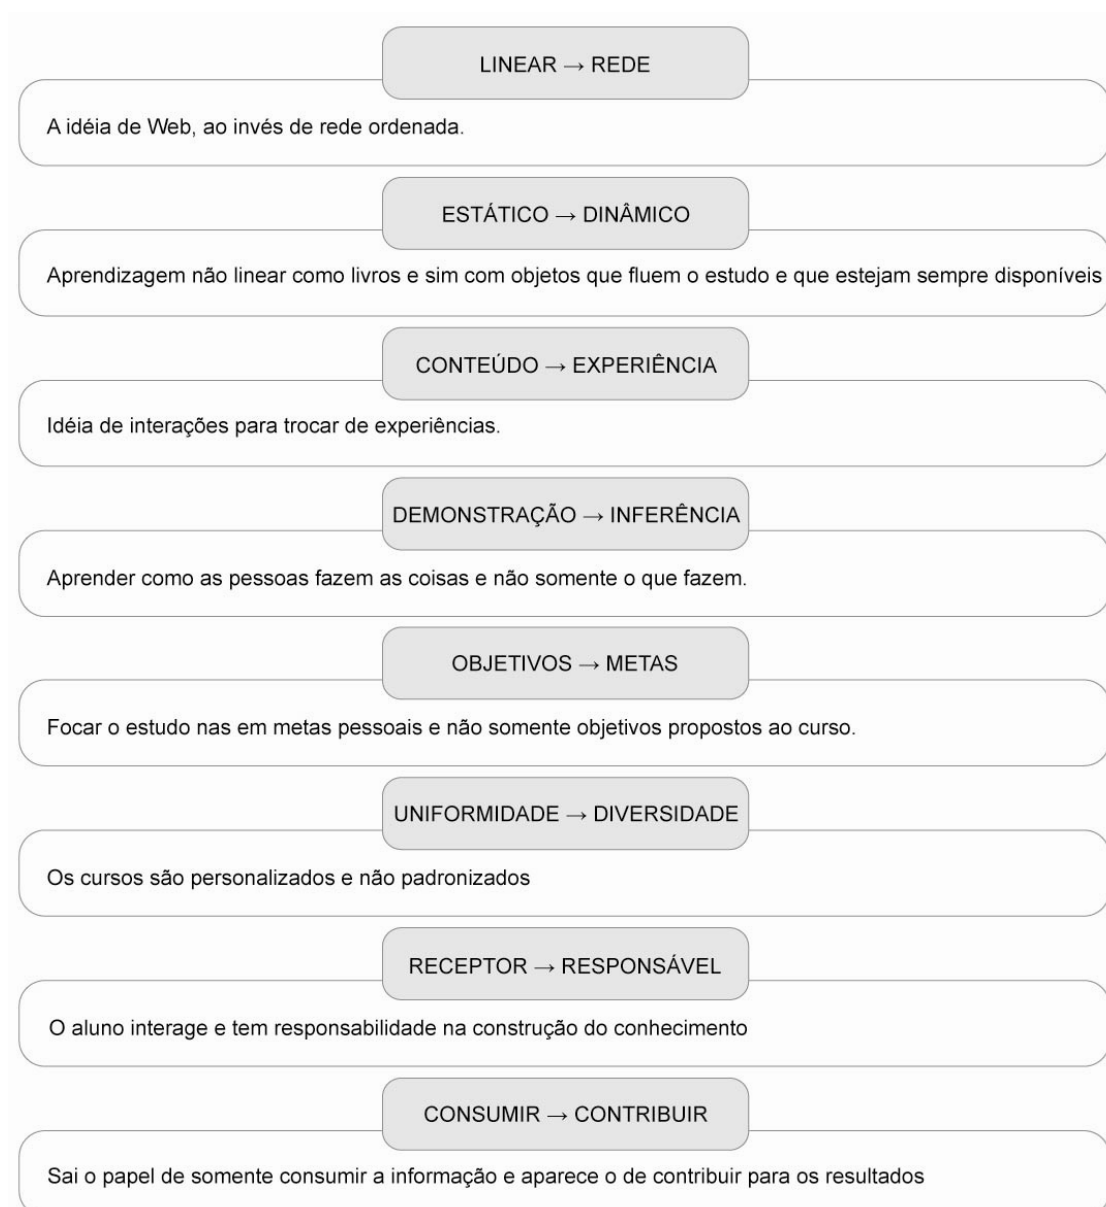 LINEAR → REDE
A idéia de Web, ao invés de rede ordenada.
ESTÁTICO → DINÂMICO
Aprendizagem não linear como livros e sim com objetos que fluem o estudo e que estejam sempre disponíveis
CONTEÚDO → EXPERIÊNCIA
Idéia de interações para trocar de experiências.
DEMONSTRAÇÃO → INFERÊNCIA
Aprender como as pessoas fazem as coisas e não somente o que fazem.
OBJETIVOS → METAS
Focar o estudo nas em metas pessoais e não somente objetivos propostos ao curso.
UNIFORMIDADE → DIVERSIDADE
Os cursos são personalizados e não padronizados
RECEPTOR → RESPONSÁVEL
O aluno interage e tem responsabilidade na construção do conhecimento
CONSUMIR → CONTRIBUIR
Sai o papel de somente consumir a informação e aparece o de contribuir para os resultados